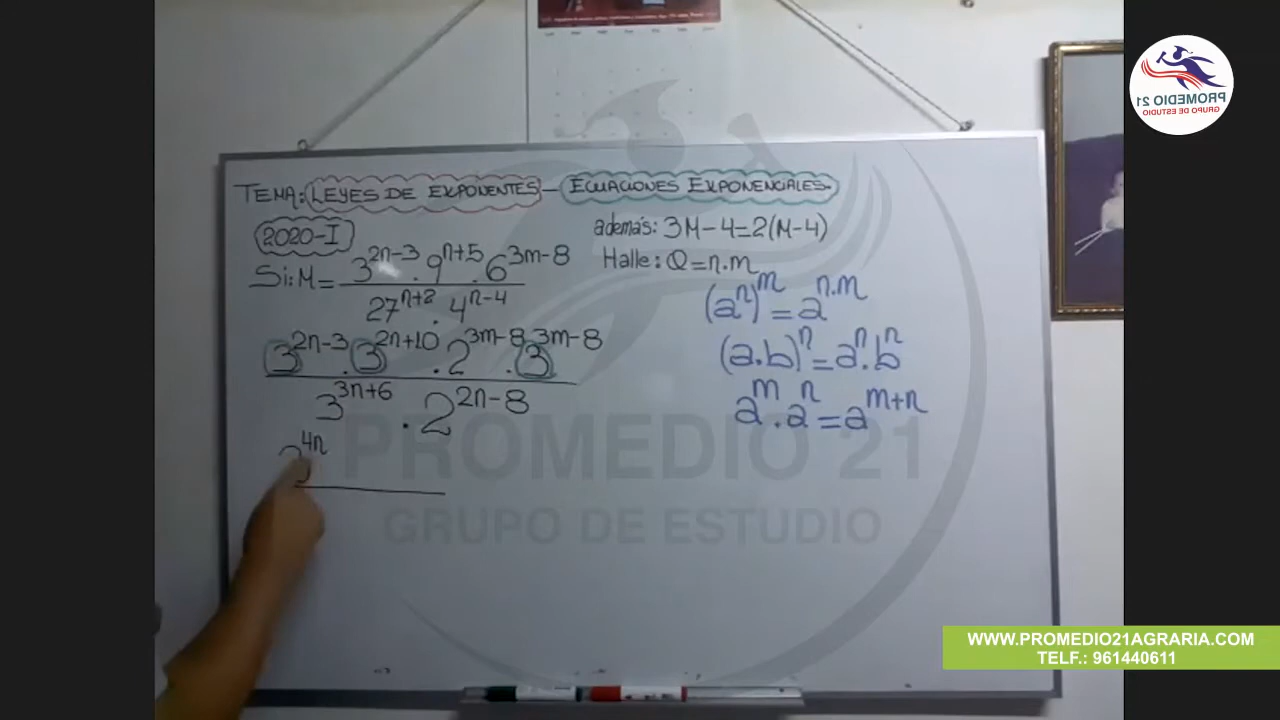 PROMEDIO 21
GRUPO DE ESTUDIO
TEMA: LEYES DE EXPONENTES - ECUACIONES EXPONENCIALES.
2020-I
además: 3M-4=2(M-4)
Halle: Q=n.m
Si: M= 3^{2n-3} . 9^{n+5} . 6^{3m-8}
27^{n+2} . 4^{n-4}
3^{2n-3} . 3^{2n+10} . 2^{3m-8} . 3^{3m-8}
3^{3n+6} . 2^{2n-8}
3^{4n}
(a^{n})^{m} = a^{n.m}
(a.b)^{n} = a^{n}.b^{n}
a^{m}.a^{n} = a^{m+n}
PROMEDIO 21
GRUPO DE ESTUDIO
WWW.PROMEDIO21AGRARIA.COM
TELF.: 961440611